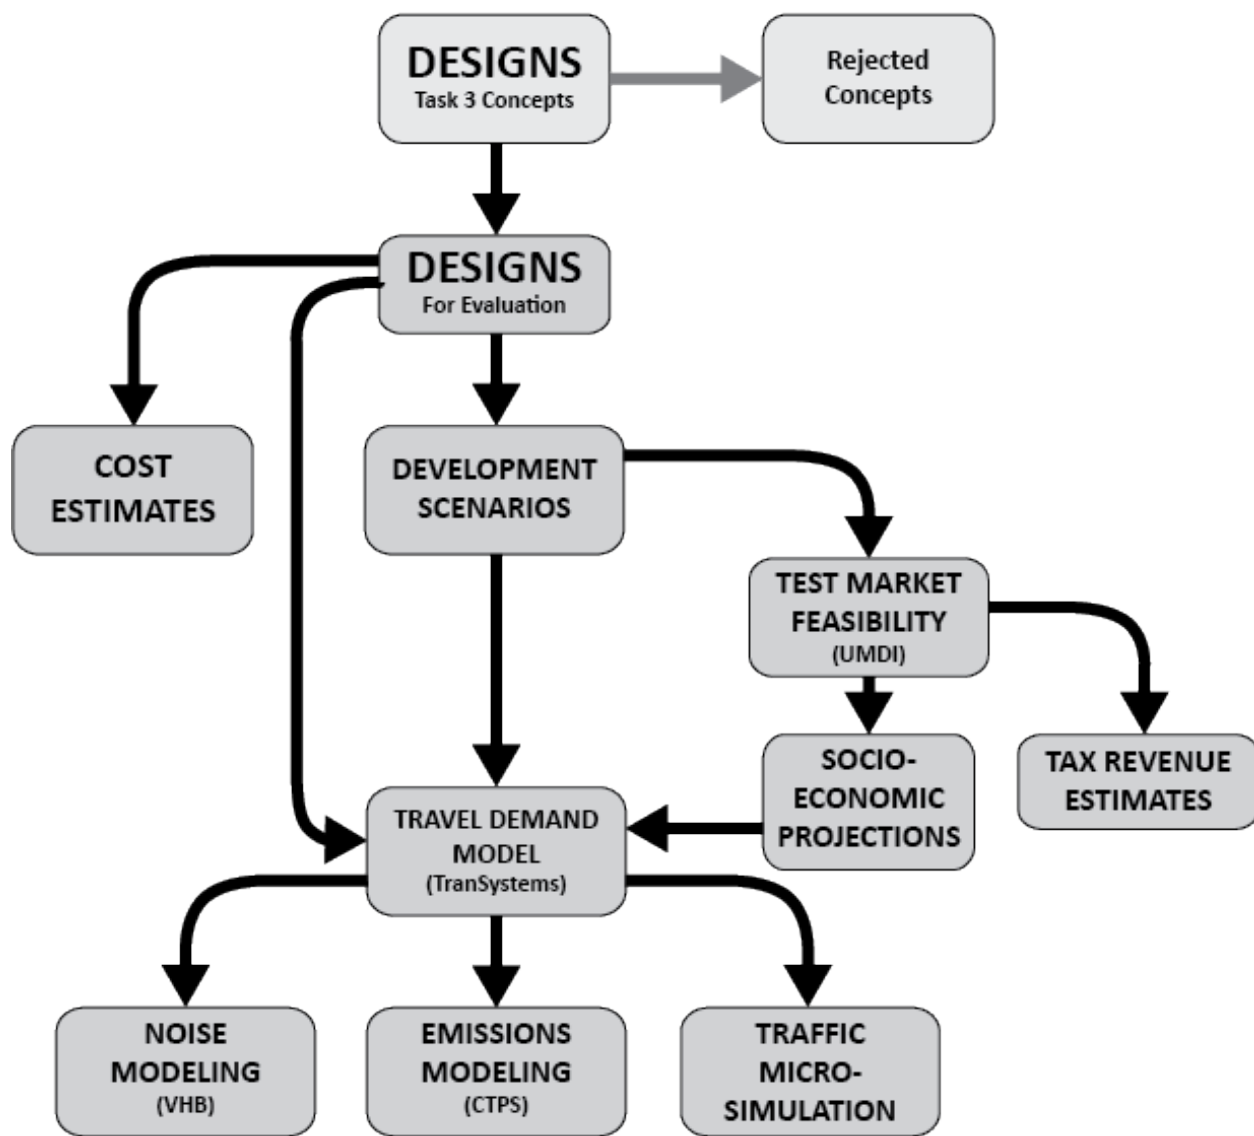 DESIGNS
Task 3 Concepts
Rejected
Concepts
DESIGNS
For Evaluation
COST
ESTIMATES
DEVELOPMENT
SCENARIOS
TEST MARKET
FEASIBILITY
(UMDI)
SOCIO-
ECONOMIC
PROJECTIONS
TAX REVENUE
ESTIMATES
TRAVEL DEMAND
MODEL
(TranSystems)
NOISE
MODELING
(VHB)
EMISSIONS
MODELING
(CTPS)
TRAFFIC
MICRO-
SIMULATION